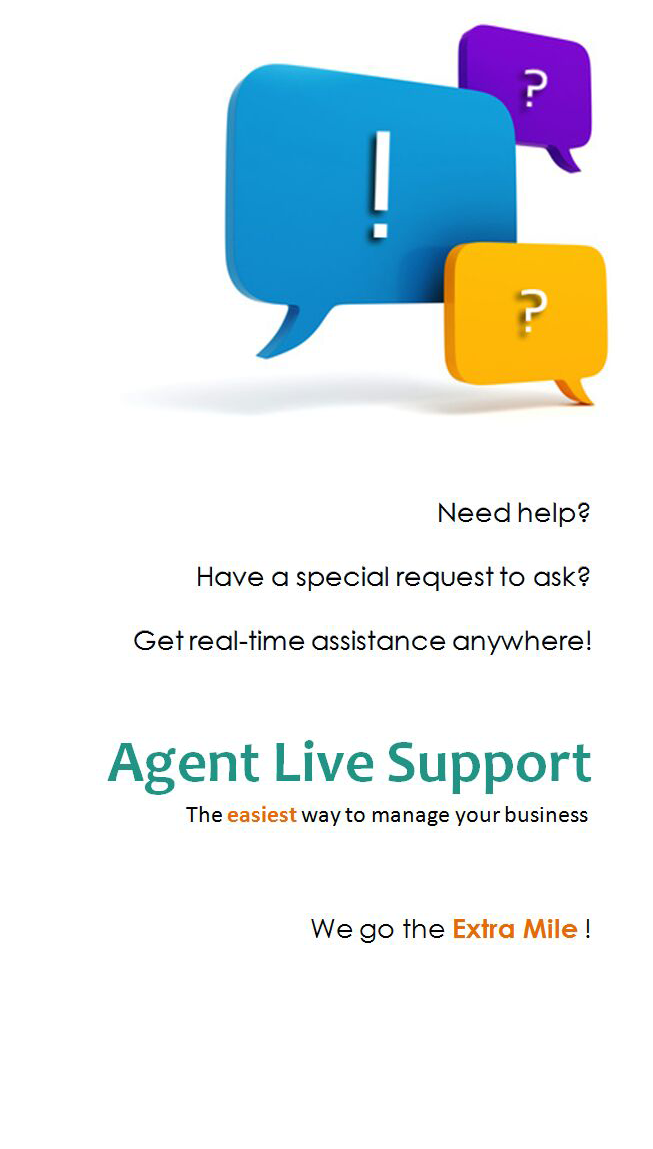 ?
!
?
Need help?
Have a special request to ask?
Get real-time assistance anywhere!
Agent Live Support
The easiest way to manage your business
We go the Extra Mile !